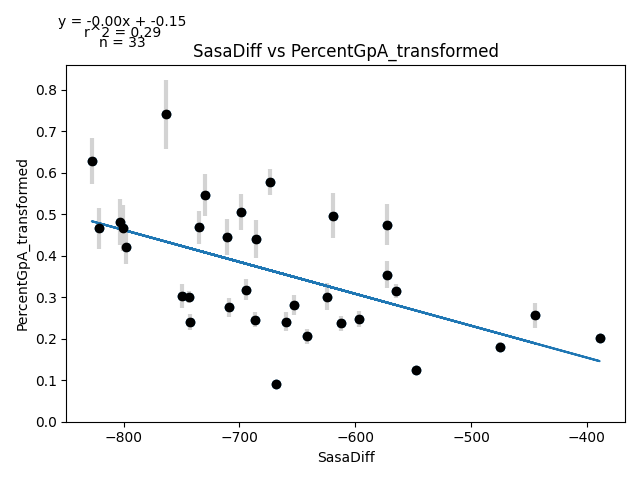 y = -0.00x + -0.15
r^2 = 0.29
n = 33
SasaDiff vs PercentGpA_transformed
PercentGpA_transformed
0.8
0.7
0.6
0.5
0.4
0.3
0.2
0.1
0.0
−800 −700 −600 −500 −400
SasaDiff